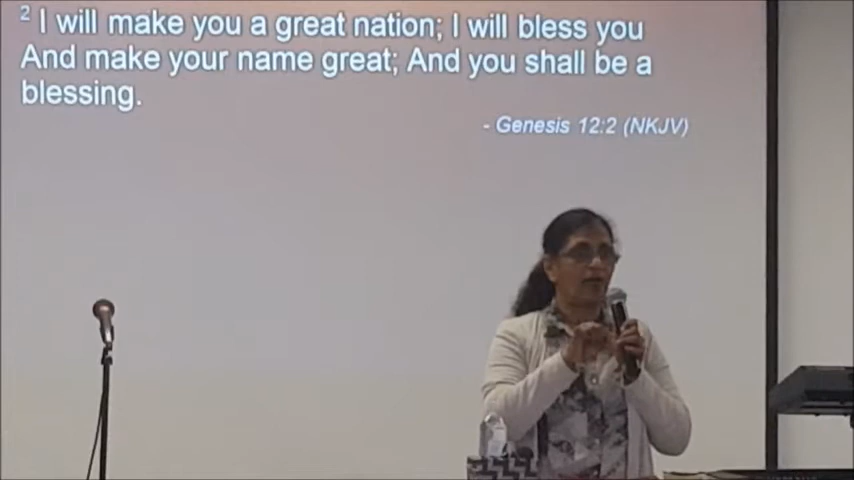 2 I will make you a great nation; I will bless you
And make your name great; And you shall be a
blessing.
- Genesis 12:2 (NKJV)